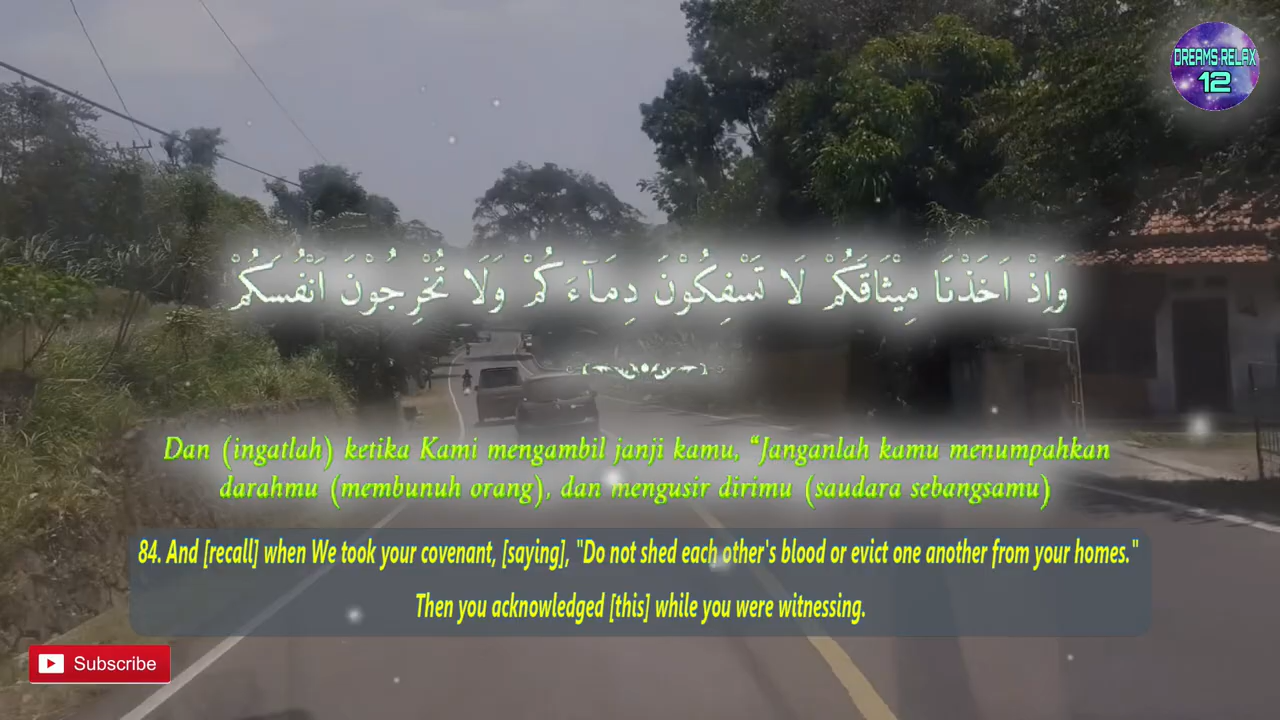 DREAMS RELAX
12
وَاِذْ اَخَذْنَا مِيْثَاقَكُمْ لَا تَسْفِكُوْنَ دِمَاۤءَكُمْ وَلَا تُخْرِجُوْنَ اَنْفُسَكُمْ
Dan (ingatlah) ketika Kami mengambil janji kamu, “Janganlah kamu menumpahkan
darahmu (membunuh orang), dan mengusir dirimu (saudara sebangsamu)
84. And [recall] when We took your covenant, [saying], "Do not shed each other's blood or evict one another from your homes."
Then you acknowledged [this] while you were witnessing.
Subscribe